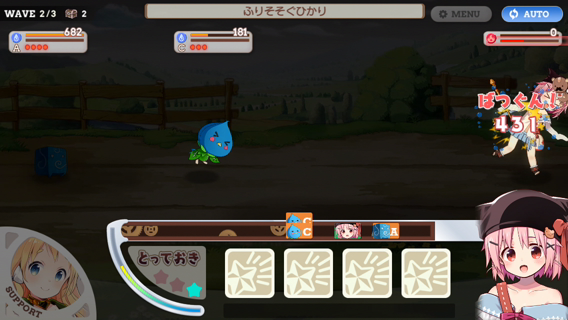 WAVE 2/3 2
ふりそそぐひかり
MENU
AUTO
682
A
181
C
0
ばつぐん!
431
C
C
A
とっておき
SUPPORT